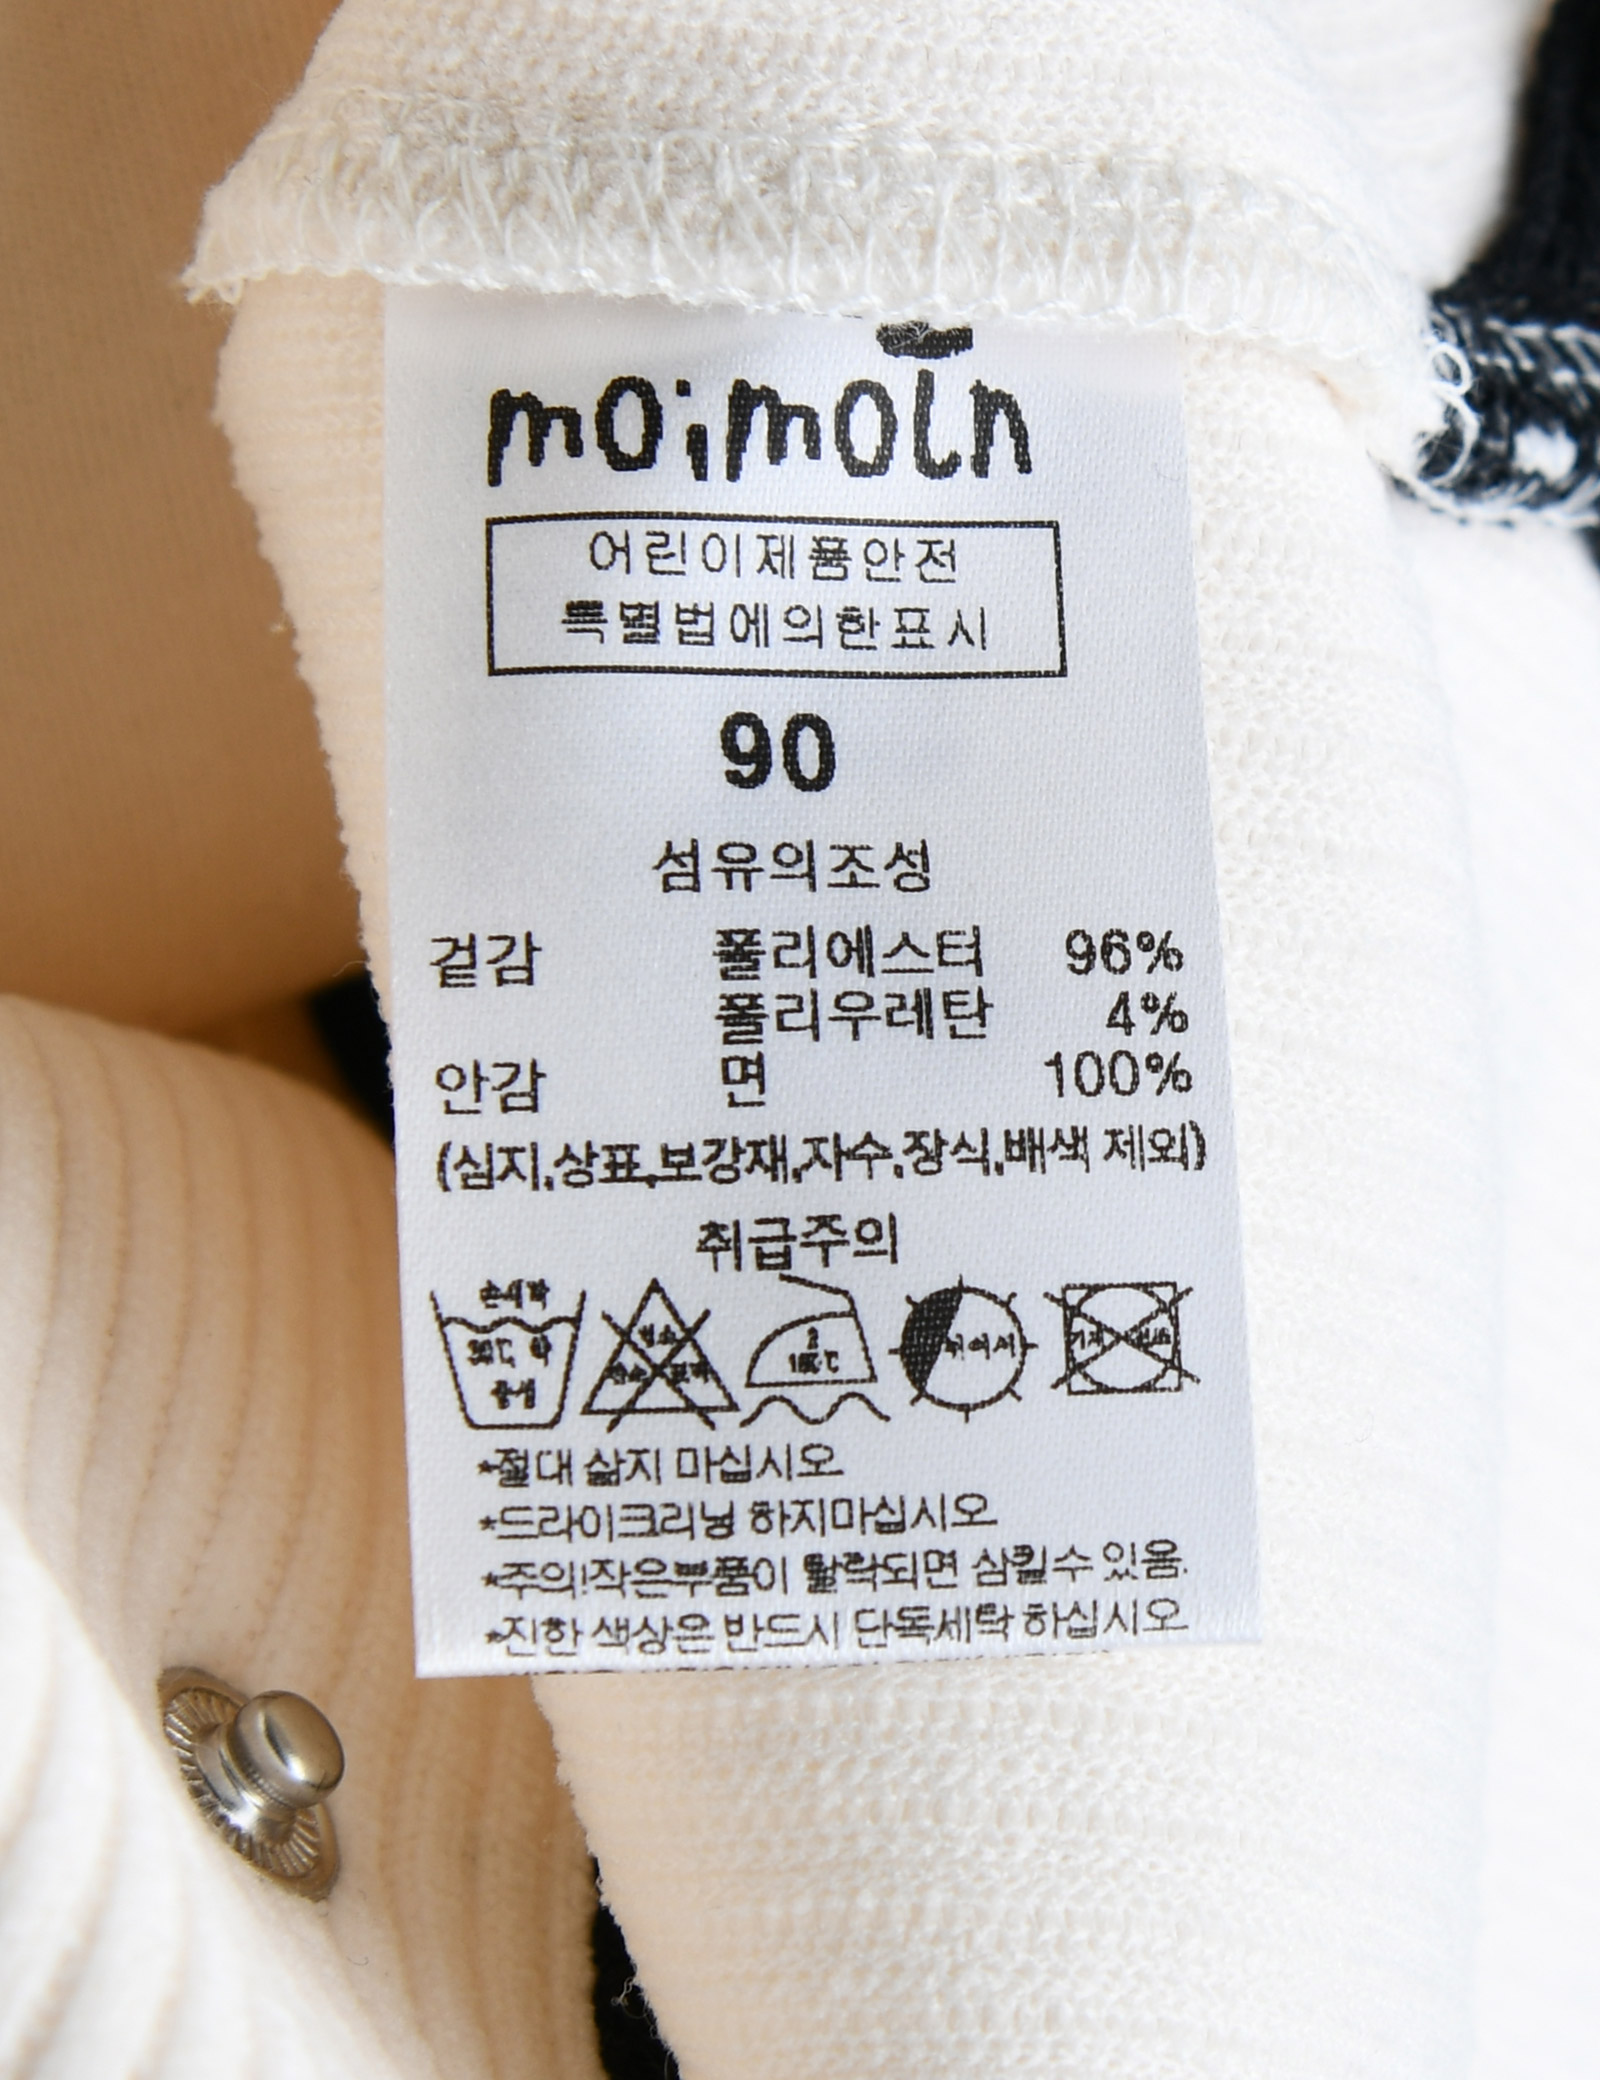 moimoln
어린이제품안전
특별법에의한표시
90
섬유의조성
겉감 폴리에스터 96%
폴리우레탄 4%
안감 면 100%
(심지,상표,보강재,자수,장식,배색 제외)
취급주의
손세탁
30℃ 약
중성
염소
산소 표백
2
160℃
뉘어서
기계 건조
*절대 삶지 마십시오
*드라이크리닝 하지마십시오
*주의!작은부품이 탈락되면 삼킬수 있음.
*진한 색상은 반드시 단독세탁 하십시오